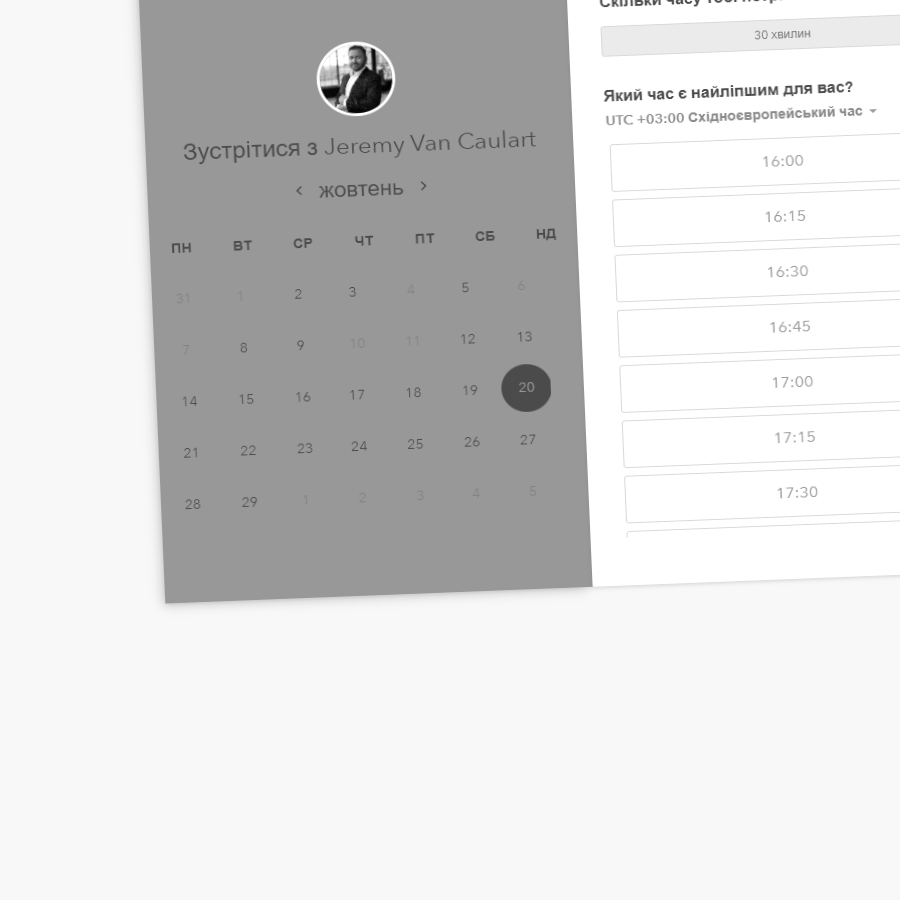 Зустрітися з Jeremy Van Caulart
жовтень
ПН ВТ СР ЧТ ПТ СБ НД
31 1 2 3 4 5 6
7 8 9 10 11 12 13
14 15 16 17 18 19 20
21 22 23 24 25 26 27
28 29 1 2 3 4 5
Скільки часу тобі
30 хвилин
Який час є найліпшим для вас?
UTC +03:00 Східноєвропейський час
16:00
16:15
16:30
16:45
17:00
17:15
17:30